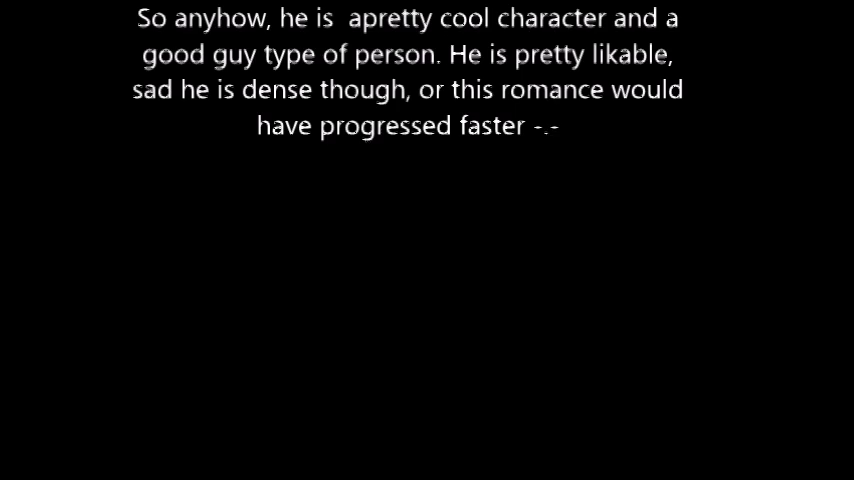 So anyhow, he is  apretty cool character and a
good guy type of person. He is pretty likable,
sad he is dense though, or this romance would
have progressed faster -.-